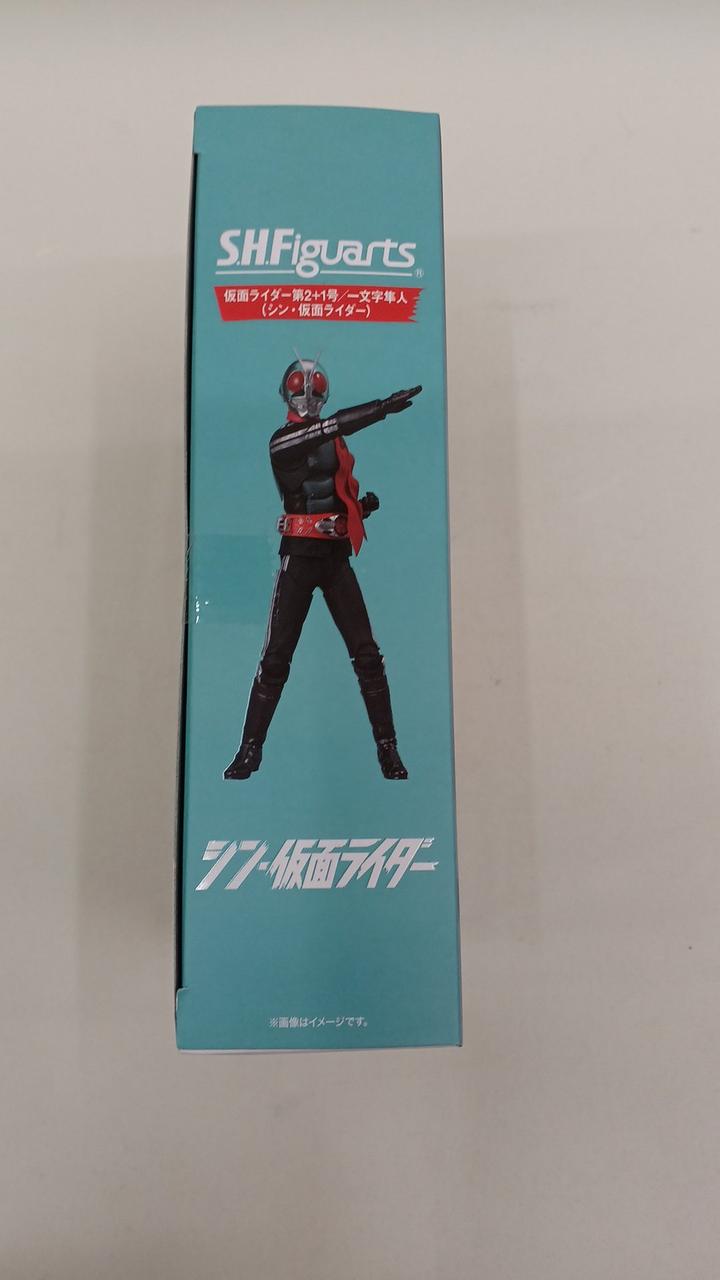 S.H.Figuarts®
仮面ライダー第2+1号/一文字隼人
(シン・仮面ライダー)
シン・仮面ライダー
※画像はイメージです。